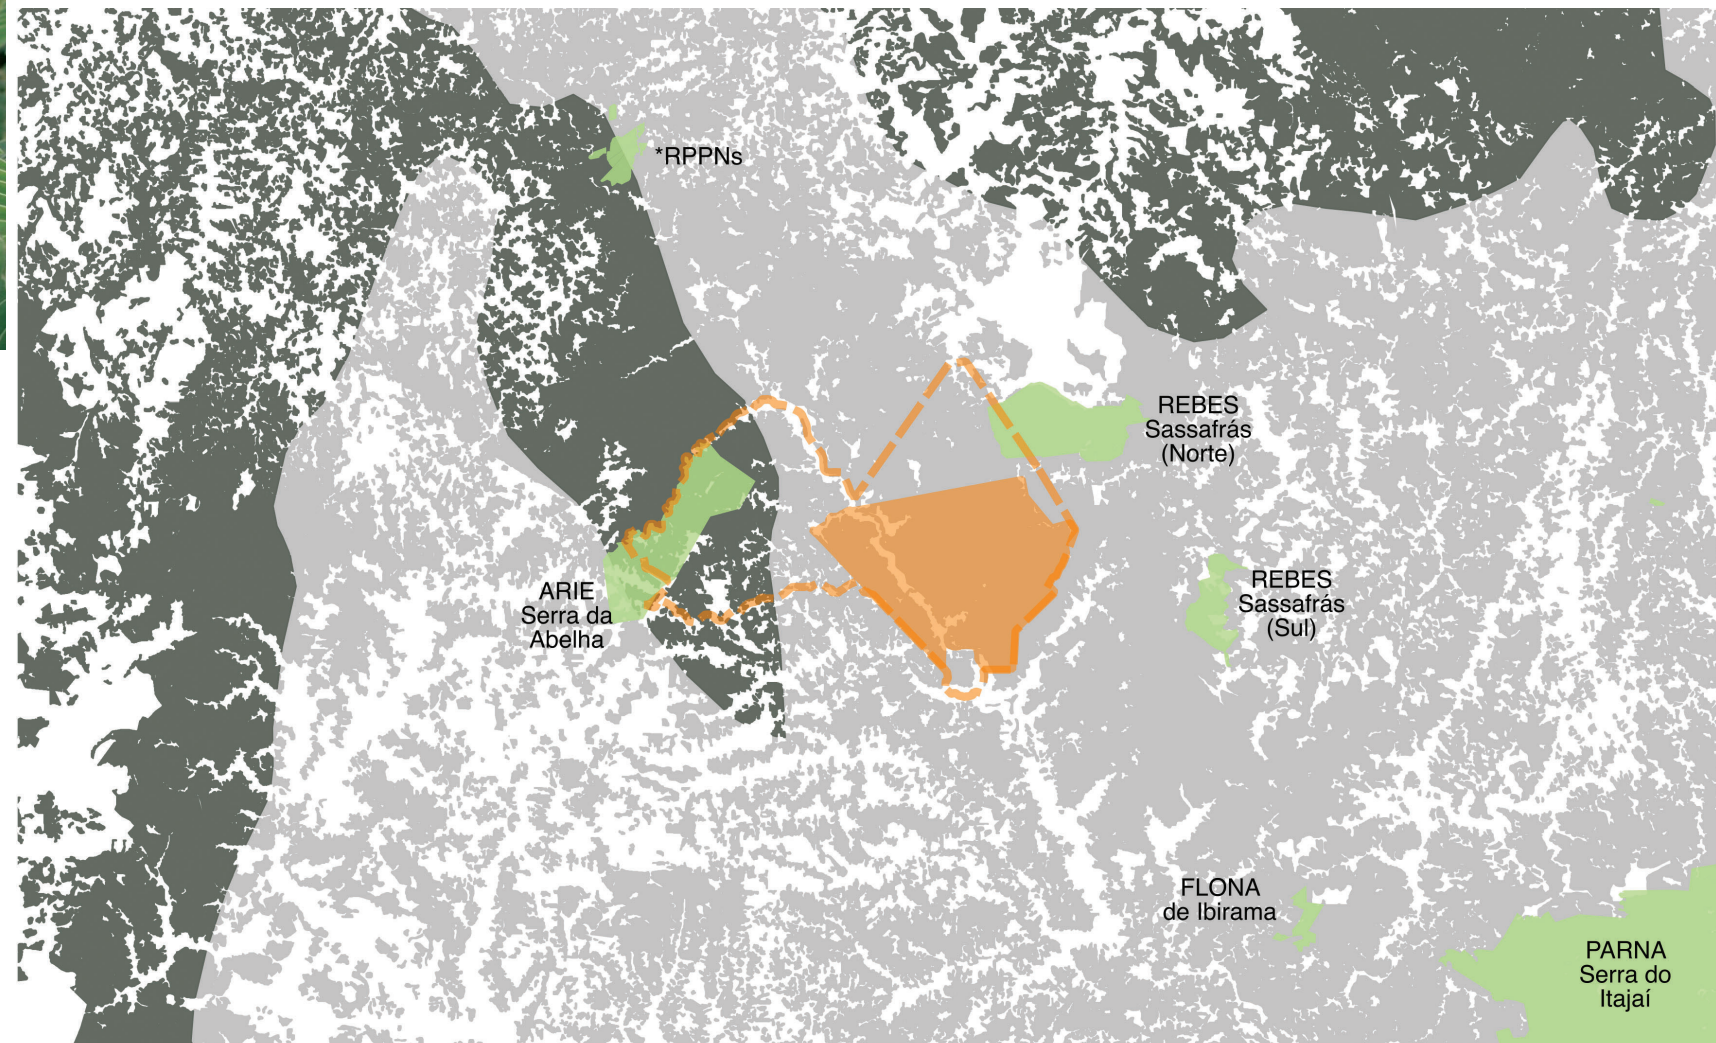 *RPPNs
REBES
Sassafrás
(Norte)
ARIE
Serra da
Abelha
REBES
Sassafrás
(Sul)
FLONA
de Ibirama
PARNA
Serra do
Itajaí